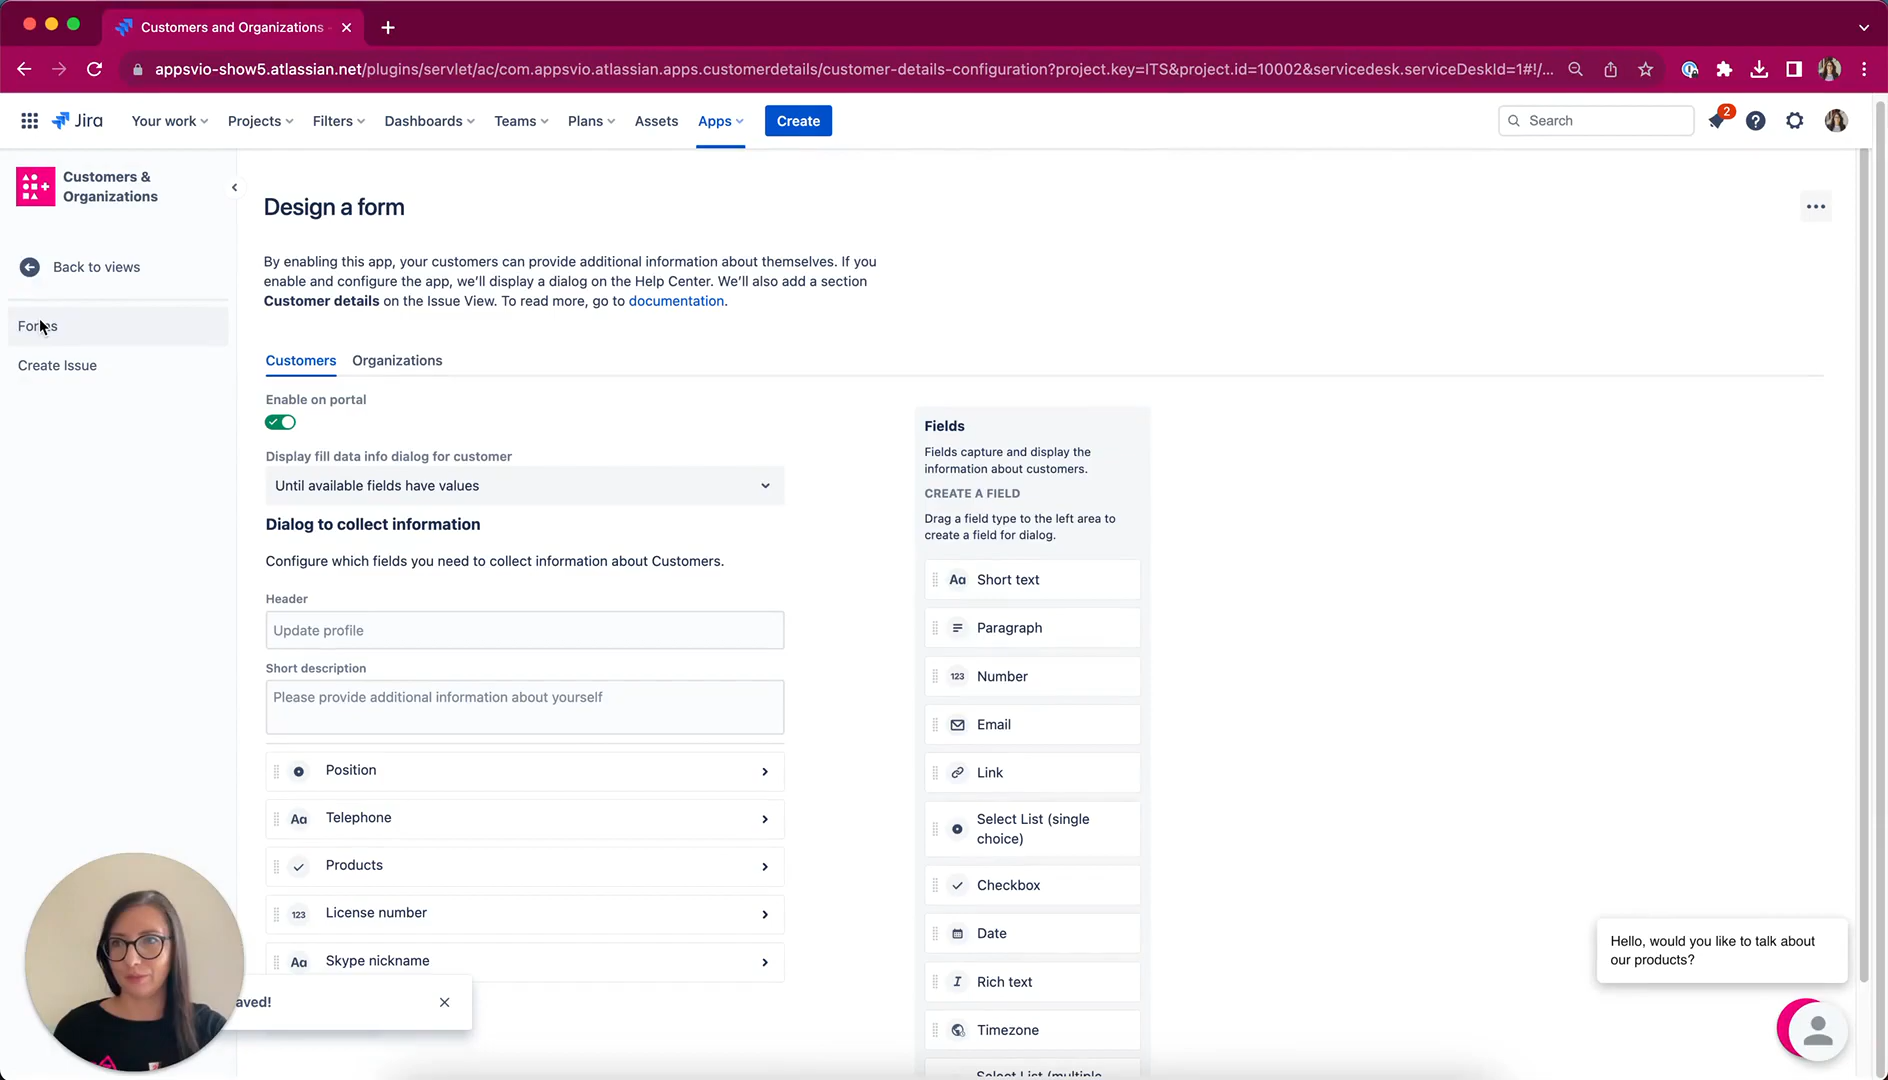 Customers and Organizations
appsvio-show5.atlassian.net/plugins/servlet/ac/com.appsvio.atlassian.apps.customerdetails/customer-details-configuration?project.key=ITS&project.id=10002&servicedesk.serviceDeskId=1#!/...
Jira
Your work
Projects
Filters
Dashboards
Teams
Plans
Assets
Apps
Create
Search
2
Customers &
Organizations
Back to views
Create Issue
Design a form
By enabling this app, your customers can provide additional information about themselves. If you
enable and configure the app, we'll display a dialog on the Help Center. We'll also add a section
Customer details on the Issue View. To read more, go to documentation.
Customers Organizations
Enable on portal
Display fill data info dialog for customer
Until available fields have values
Dialog to collect information
Configure which fields you need to collect information about Customers.
Header
Update profile
Short description
Please provide additional information about yourself
Position
Aa Telephone
Products
123 License number
Aa Skype nickname
aved!
Fields
Fields capture and display the
information about customers.
CREATE A FIELD
Drag a field type to the left area to
create a field for dialog.
Aa Short text
Paragraph
123 Number
Email
Link
Select List (single
choice)
Checkbox
Date
I Rich text
Timezone
Select List (multiple
Hello, would you like to talk about
our products?